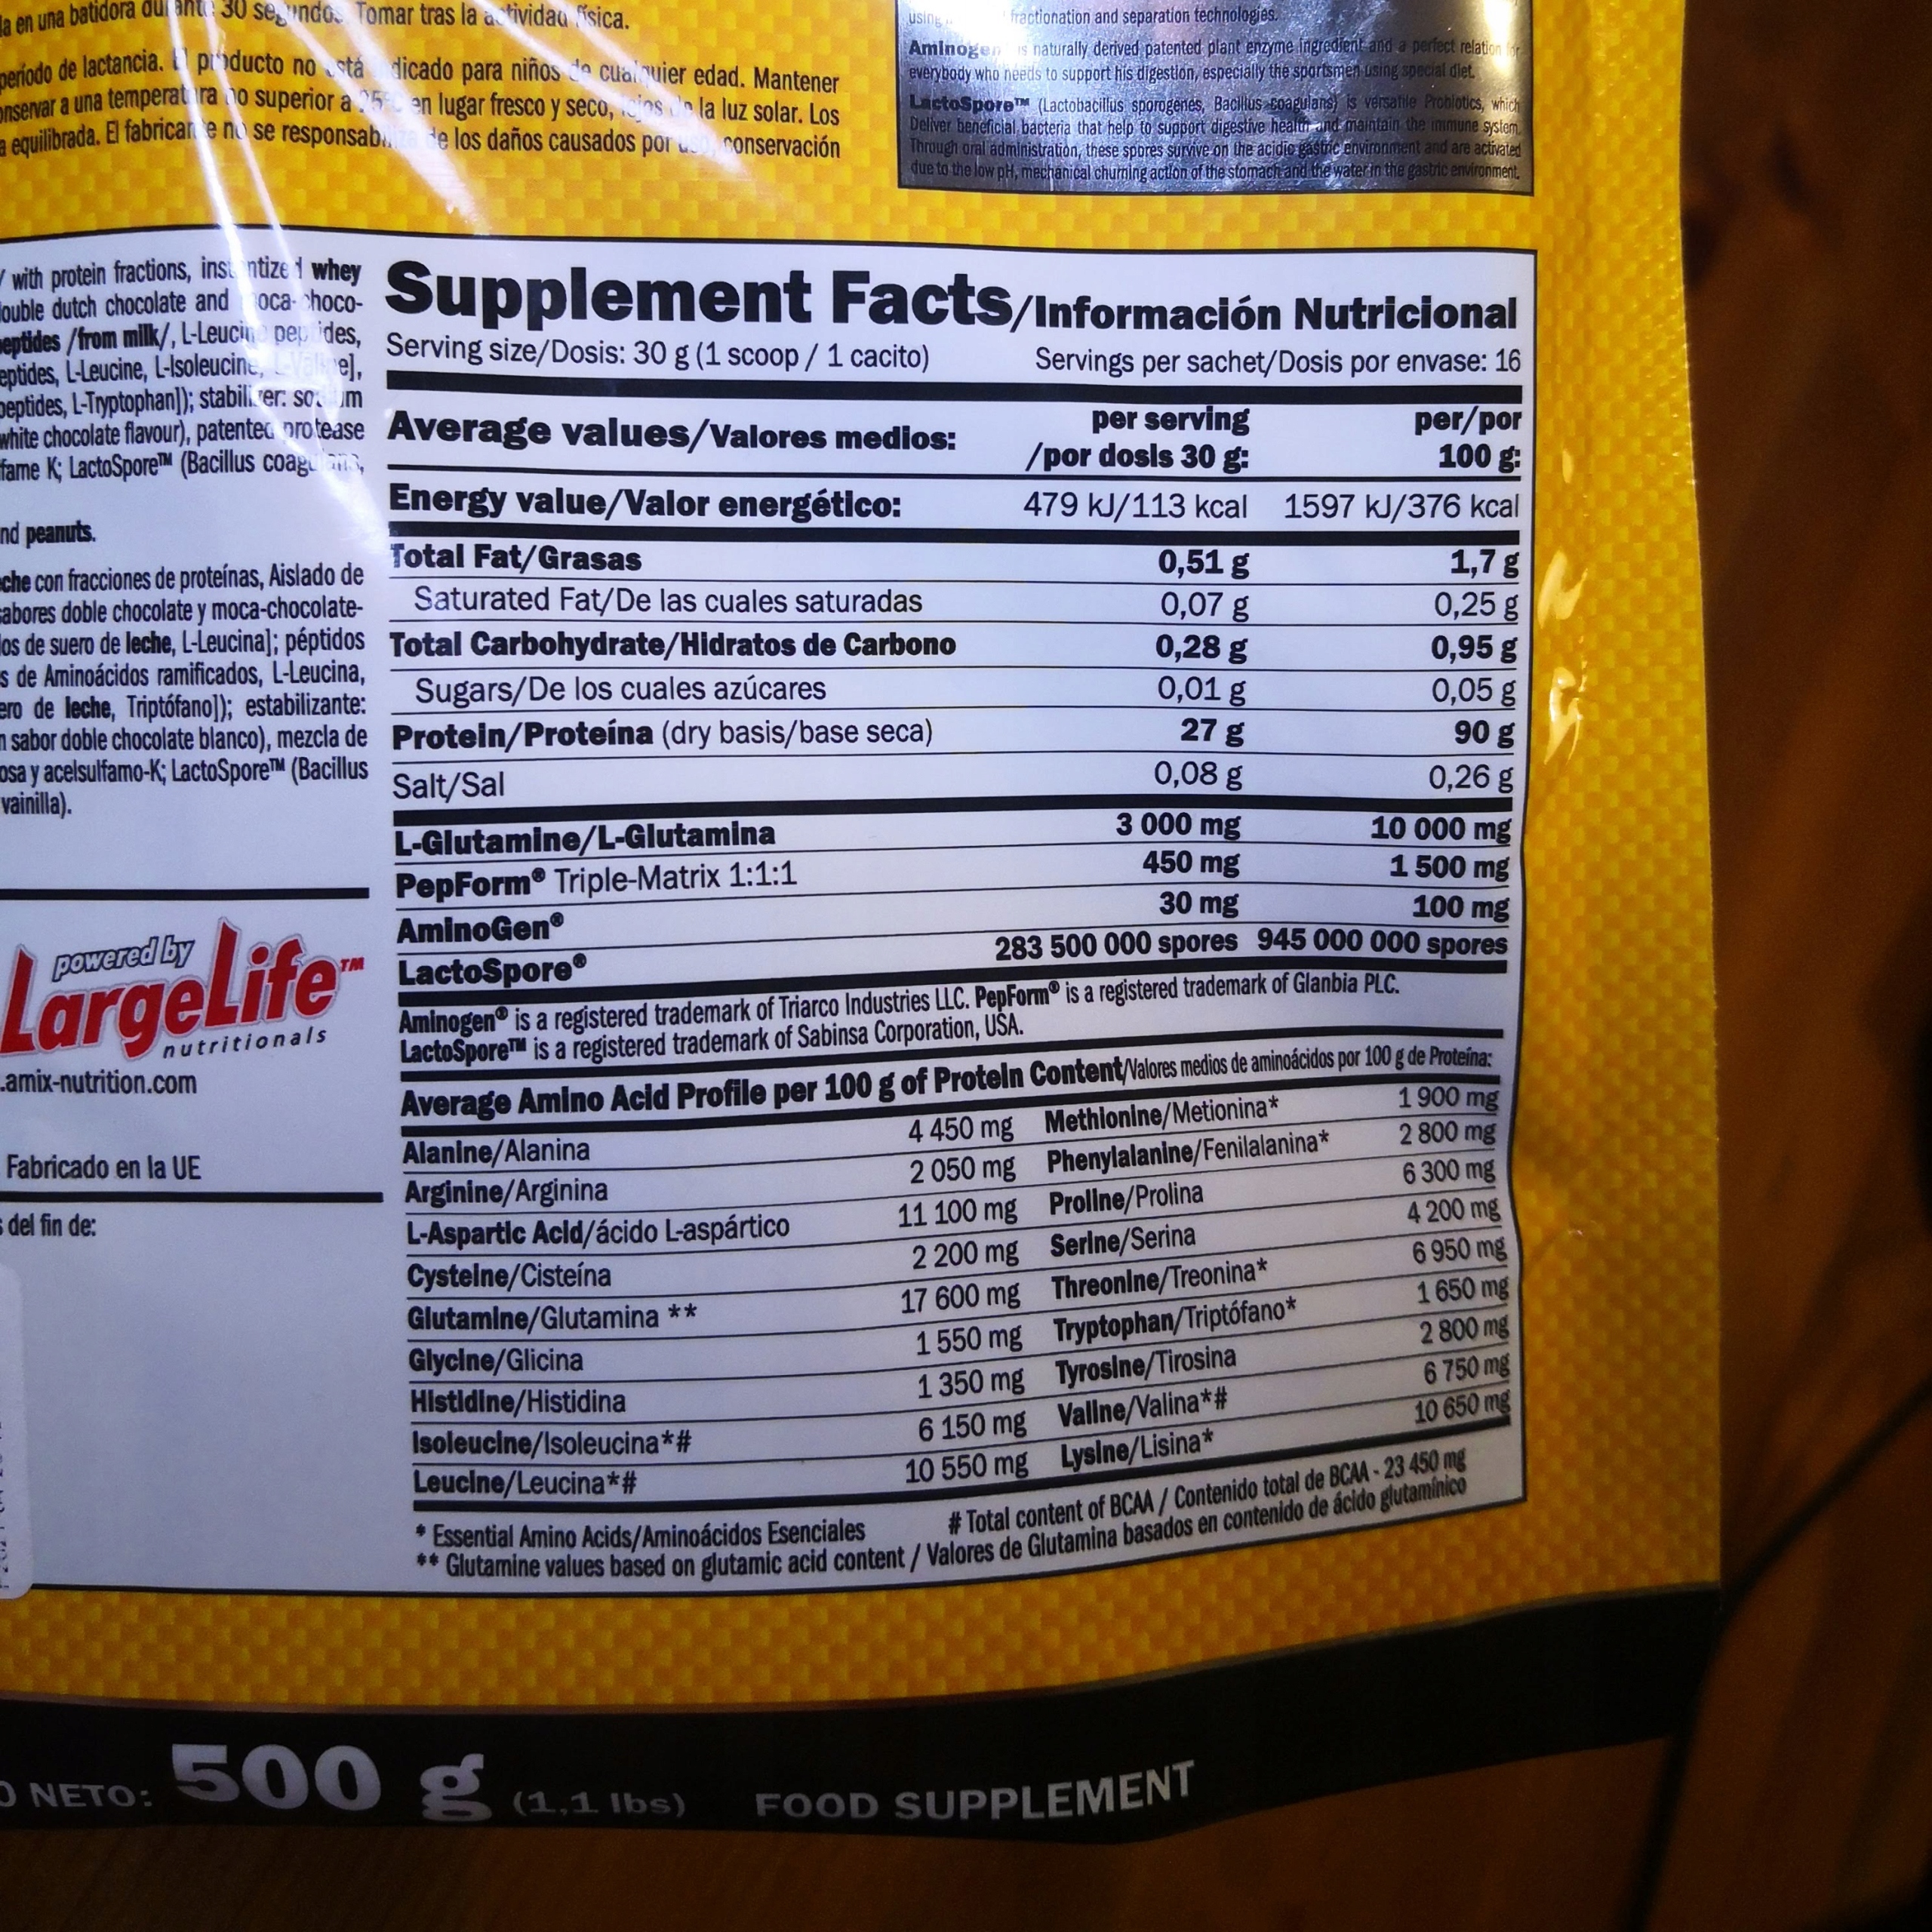 la en una batidora durante 30 segundos. Tomar tras la actividad física.
período de lactancia. El producto no está indicado para niños de cualquier edad. Mantener
onservar a una temperatura no superior a 25ºC en lugar fresco y seco, lejos de la luz solar. Los
a equilibrada. El fabricante no se responsabiliza de los daños causados por uso, conservación
using fractionation and separation technologies.
Aminogen is naturally derived patented plant enzyme ingredient and a perfect relation for
everybody who needs to support his digestion, especially the sportsmen using special diet.
LactoSpore™ (Lactobacillus sporogenes, Bacillus coagulans) is versatile Probiotics, which
Deliver beneficial bacteria that help to support digestive health and maintain the immune system.
Through oral administration, these spores survive on the acidic gastric environment and are activated
due to the low pH, mechanical churning action of the stomach and the water in the gastric environment.
/ with protein fractions, instantized whey
ouble dutch chocolate and moca-choco-
eptides /from milk/, L-Leucine peptides,
eptides, L-Leucine, L-Isoleucine, L-Valine],
peptides, L-Tryptophan]); stabilizer: sodium
white chocolate flavour), patented protease
fame K; LactoSpore™ (Bacillus coagulans,
nd peanuts.
che con fracciones de proteínas, Aislado de
sabores doble chocolate y moca-chocolate-
los de suero de leche, L-Leucina]; péptidos
s de Aminoácidos ramificados, L-Leucina,
ero de leche, Triptófano]); estabilizante:
n sabor doble chocolate blanco), mezcla de
osa y acelsulfamo-K; LactoSpore™ (Bacillus
vainilla).
powered by
LargeLife™
nutritionals
.amix-nutrition.com
Fabricado en la UE
s del fin de:
Supplement Facts/Información Nutricional
Serving size/Dosis: 30 g (1 scoop / 1 cacito) Servings per sachet/Dosis por envase: 16
Average values/Valores medios: per serving /por dosis 30 g: per/por 100 g:
Energy value/Valor energético: 479 kJ/113 kcal 1597 kJ/376 kcal
Total Fat/Grasas 0,51 g 1,7 g
Saturated Fat/De las cuales saturadas 0,07 g 0,25 g
Total Carbohydrate/Hidratos de Carbono 0,28 g 0,95 g
Sugars/De los cuales azúcares 0,01 g 0,05 g
Protein/Proteína (dry basis/base seca) 27 g 90 g
Salt/Sal 0,08 g 0,26 g
L-Glutamine/L-Glutamina 3 000 mg 10 000 mg
PepForm® Triple-Matrix 1:1:1 450 mg 1 500 mg
AminoGen® 30 mg 100 mg
LactoSpore® 283 500 000 spores 945 000 000 spores
Aminogen® is a registered trademark of Triarco Industries LLC. PepForm® is a registered trademark of Glanbia PLC.
LactoSpore™ is a registered trademark of Sabinsa Corporation, USA.
Average Amino Acid Profile per 100 g of Protein Content/Valores medios de aminoácidos por 100 g de Proteína:
Alanine/Alanina 4 450 mg Methionine/Metionina* 1 900 mg
Arginine/Arginina 2 050 mg Phenylalanine/Fenilalanina* 2 800 mg
L-Aspartic Acid/ácido L-aspártico 11 100 mg Proline/Prolina 6 300 mg
Cysteine/Cisteína 2 200 mg Serine/Serina 4 200 mg
Glutamine/Glutamina ** 17 600 mg Threonine/Treonina* 6 950 mg
Glycine/Glicina 1 550 mg Tryptophan/Triptófano* 1 650 mg
Histidine/Histidina 1 350 mg Tyrosine/Tirosina 2 800 mg
Isoleucine/Isoleucina*# 6 150 mg Valine/Valina*# 6 750 mg
Leucine/Leucina*# 10 550 mg Lysine/Lisina* 10 650 mg
* Essential Amino Acids/Aminoácidos Esenciales # Total content of BCAA / Contenido total de BCAA - 23 450 mg
** Glutamine values based on glutamic acid content / Valores de Glutamina basados en contenido de ácido glutamínico
O NETO: 500 g (1,1 lbs) FOOD SUPPLEMENT